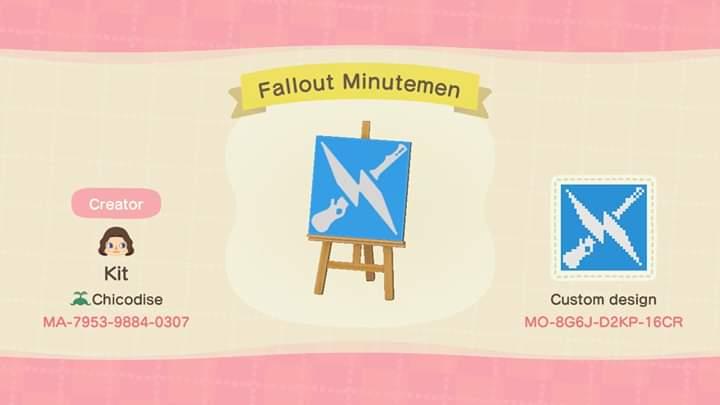 Fallout Minutemen
Creator
Kit
Chicodise
MA-7953-9884-0307
Custom design
MO-8G6J-D2KP-16CR